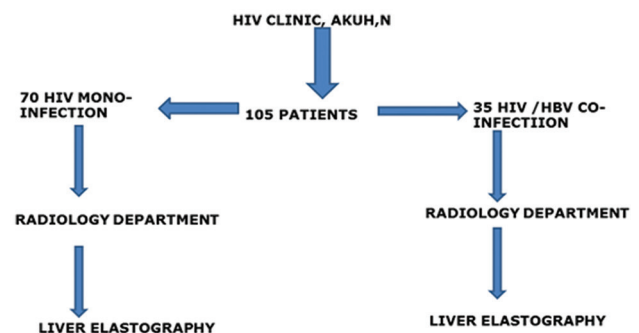 HIV CLINIC, AKUH,N
70 HIV MONO-
INFECTION
105 PATIENTS
35 HIV /HBV CO-
INFECTIION
RADIOLOGY DEPARTMENT
RADIOLOGY DEPARTMENT
LIVER ELASTOGRAPHY
LIVER ELASTOGRAPHY